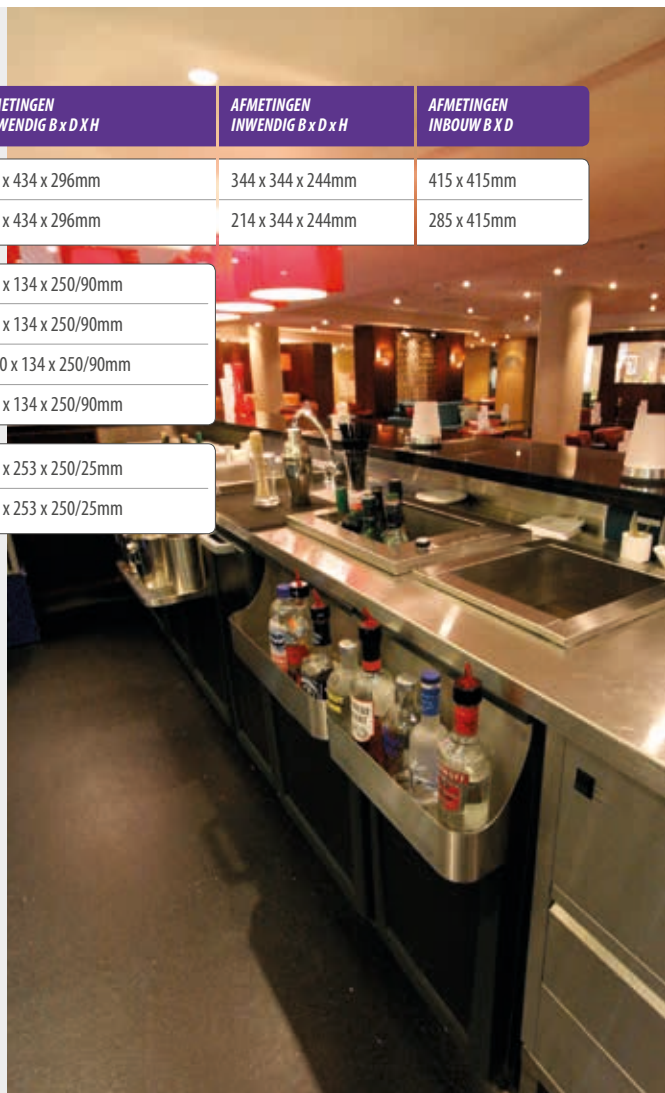 METINGEN
WENDIG B x D X H
AFMETINGEN
INWENDIG B x D x H
AFMETINGEN
INBOUW B X D
x 434 x 296mm
344 x 344 x 244mm
415 x 415mm
x 434 x 296mm
214 x 344 x 244mm
285 x 415mm
x 134 x 250/90mm
x 134 x 250/90mm
0 x 134 x 250/90mm
x 134 x 250/90mm
x 253 x 250/25mm
x 253 x 250/25mm